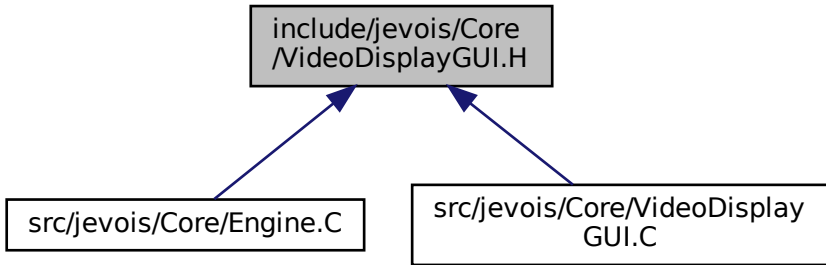 include/jevois/Core
/VideoDisplayGUI.H
src/jevois/Core/Engine.C
src/jevois/Core/VideoDisplay
GUI.C